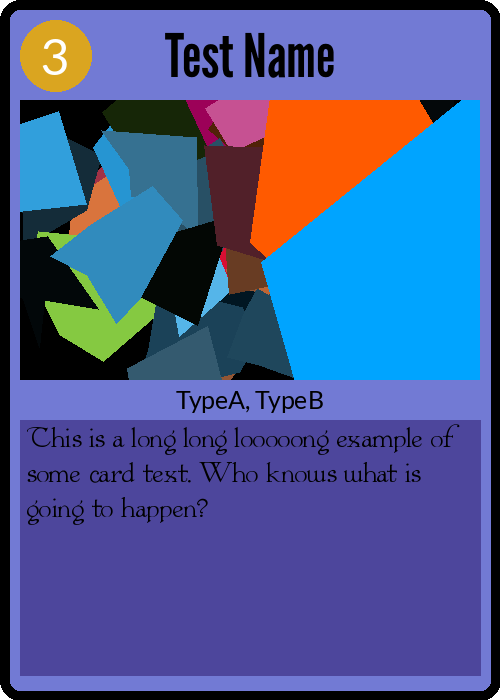 3
Test Name
TypeA, TypeB
This is a long long looooong example of
some card text. Who knows what is
going to happen?